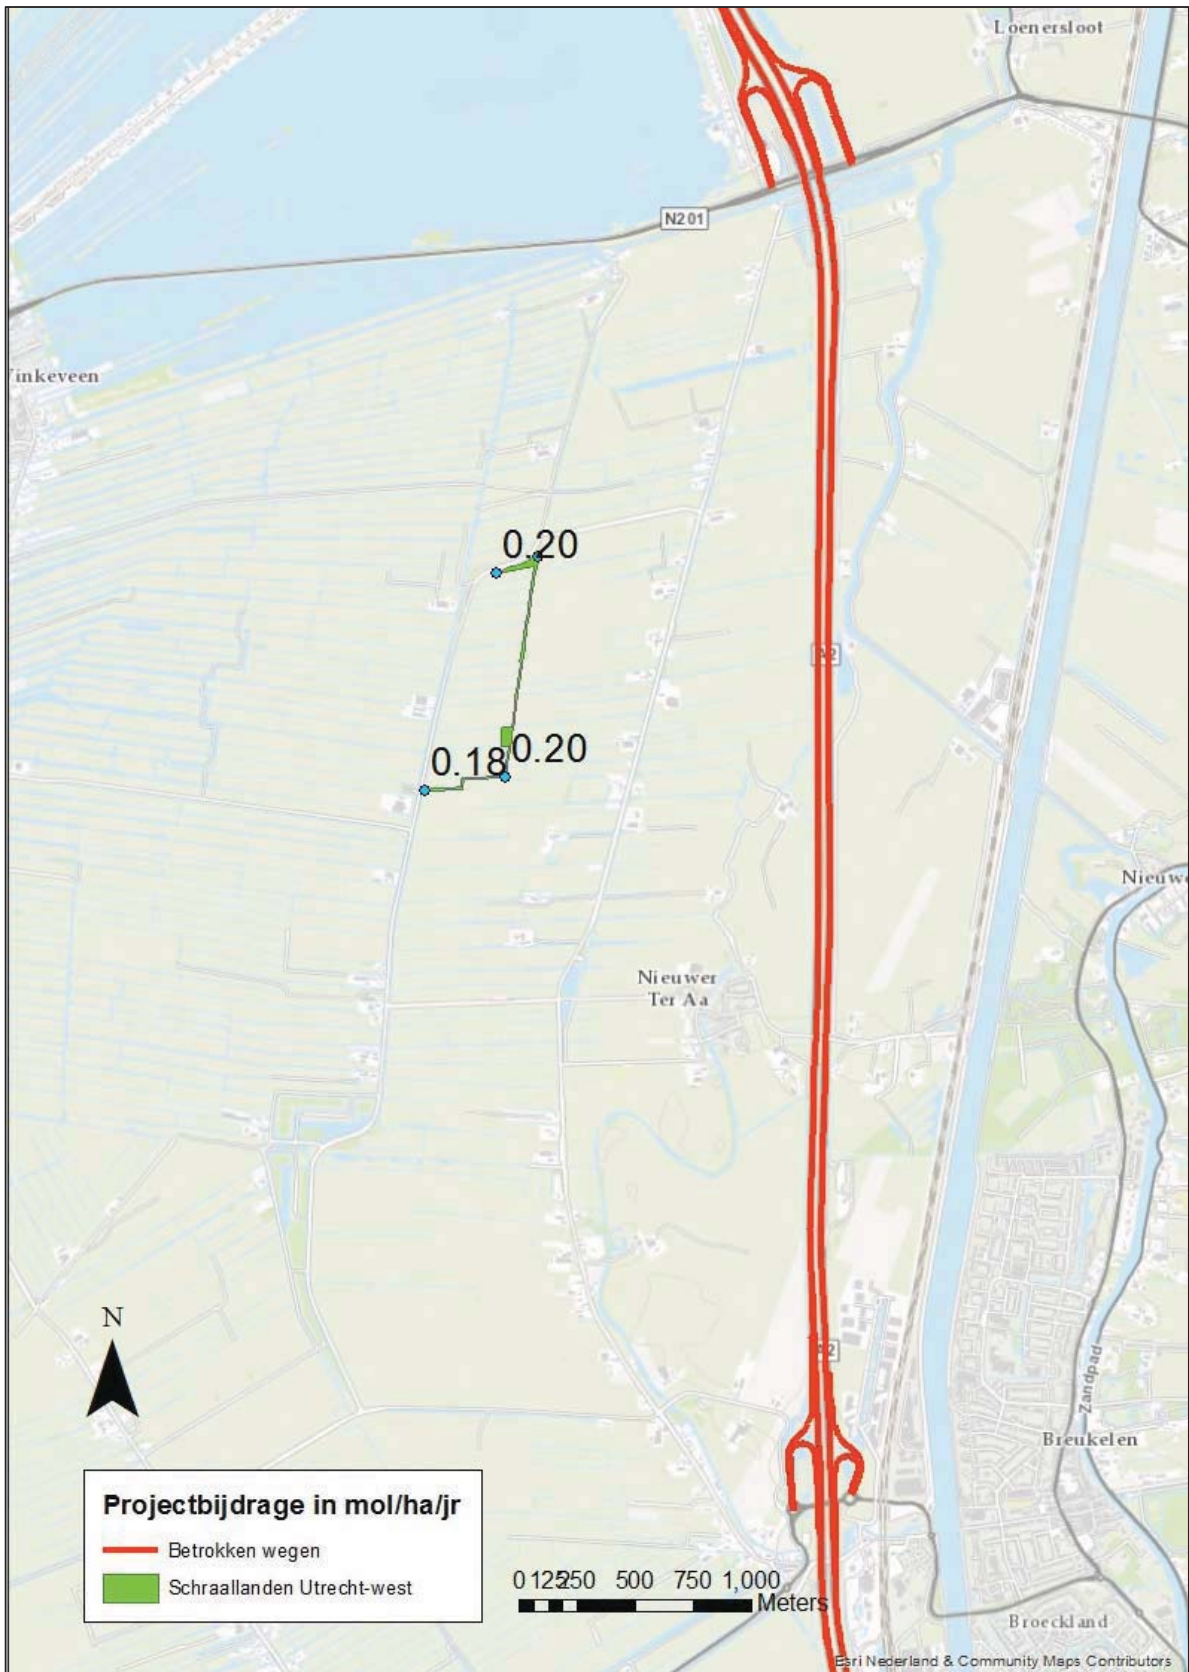 Loenersloot
N201
inkeveen
0.20
A2
0.18
0.20
Nieuw
Nieuwer
Ter Aa
N
Zandpad
Breukelen
Projectbijdrage in mol/ha/jr
Betrokken wegen
Schraallanden Utrecht-west
0 125 250 500 750 1,000
Meters
Broeckland
Esri Nederland & Community Maps Contributors